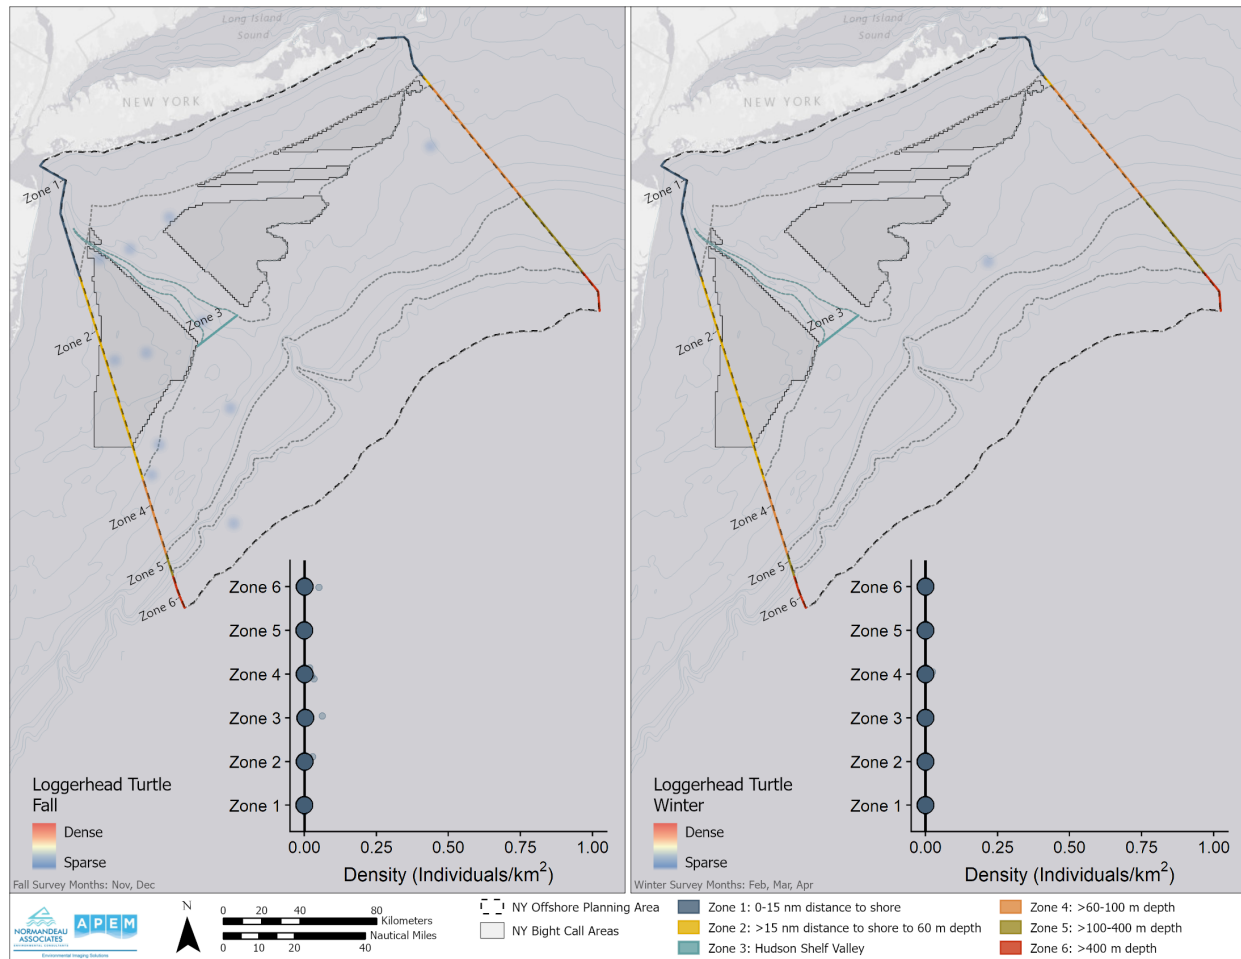 Long Island
Sound
NEW YORK
Zone 1
Zone 2
Zone 3
Zone 4
Zone 5
Zone 6
Zone 6
Zone 5
Zone 4
Zone 3
Zone 2
Zone 1
0.00 0.25 0.50 0.75 1.00
Density (Individuals/km²)
Loggerhead Turtle
Fall
Dense
Sparse
Fall Survey Months: Nov, Dec
Long Island
Sound
NEW YORK
Zone 1
Zone 2
Zone 3
Zone 4
Zone 5
Zone 6
Zone 6
Zone 5
Zone 4
Zone 3
Zone 2
Zone 1
0.00 0.25 0.50 0.75 1.00
Density (Individuals/km²)
Loggerhead Turtle
Winter
Dense
Sparse
Winter Survey Months: Feb, Mar, Apr
NORMANDEAU
ASSOCIATES
ENVIRONMENTAL CONSULTANTS
APEM
Environmental Imaging Solutions
N
0 20 40 80
Kilometers
Nautical Miles
0 10 20 40
NY Offshore Planning Area
NY Bight Call Areas
Zone 1: 0-15 nm distance to shore
Zone 2: >15 nm distance to shore to 60 m depth
Zone 3: Hudson Shelf Valley
Zone 4: >60-100 m depth
Zone 5: >100-400 m depth
Zone 6: >400 m depth